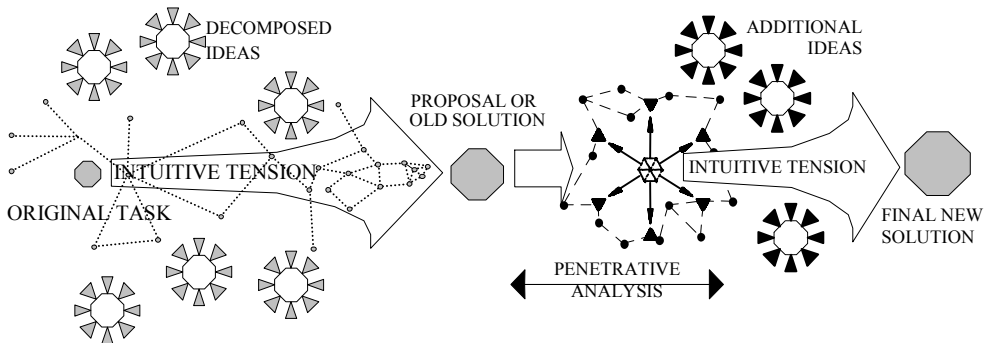 DECOMPOSED
IDEAS
ADDITIONAL
IDEAS
PROPOSAL OR
OLD SOLUTION
INTUITIVE TENSION
INTUITIVE TENSION
ORIGINAL TASK
FINAL NEW
SOLUTION
PENETRATIVE
ANALYSIS